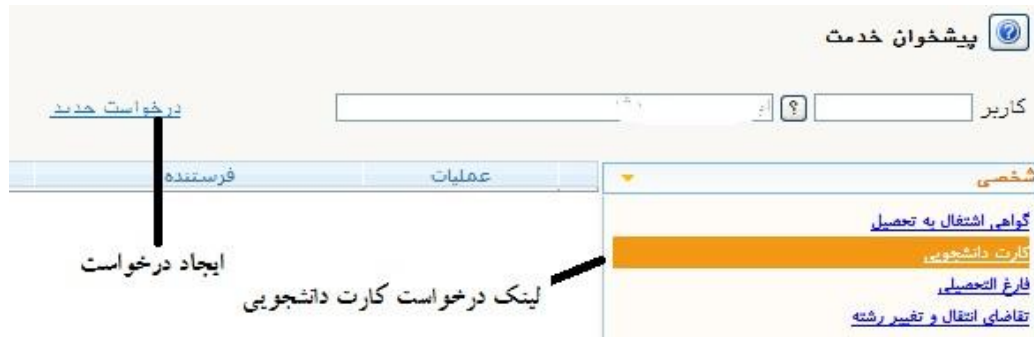 پیشخوان خدمت
کاربر
درخواست جدید
شخصی
عملیات
فرستنده
گواهی اشتغال به تحصیل
کارت دانشجویی
فارغ التحصیلی
تقاضای انتقال و تغییر رشته
ایجاد درخواست
لینک درخواست کارت دانشجویی